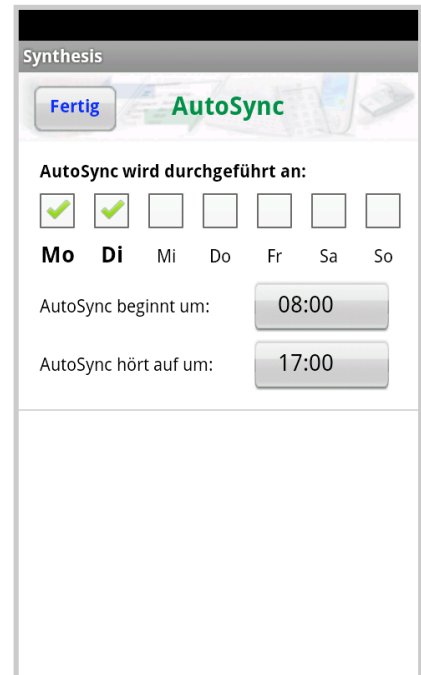 Synthesis
Fertig AutoSync
AutoSync wird durchgeführt an:
Mo Di Mi Do Fr Sa So
AutoSync beginnt um: 08:00
AutoSync hört auf um: 17:00